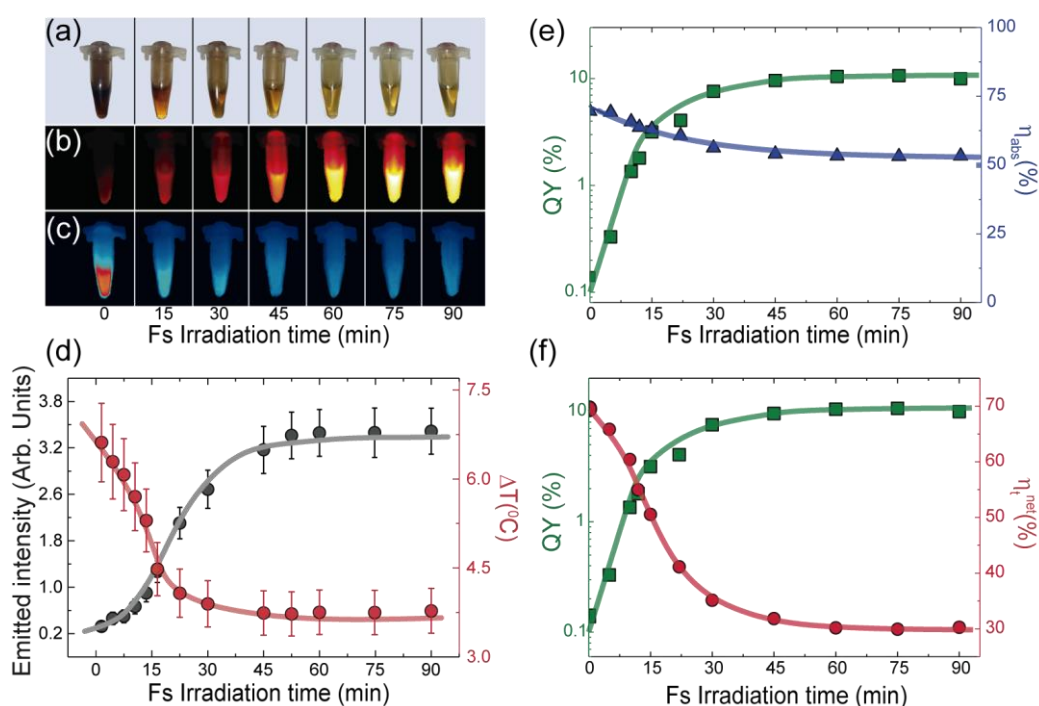 (a)
(b)
(c)
0 15 30 45 60 75 90
Fs Irradiation time (min)
(d)
Emitted intensity (Arb. Units)
3.8
3.2
2.6
1.8
1.0
0.2
7.5
6.0
4.5
3.0
ΔT(⁰C)
0 15 30 45 60 75 90
Fs Irradiation time (min)
(e)
QY (%)
10
1
0.1
100
75
50
25
0
ηabs (%)
0 15 30 45 60 75 90
Fs Irradiation time (min)
(f)
QY (%)
10
1
0.1
70
60
50
40
30
ηt net (%)
0 15 30 45 60 75 90
Fs Irradiation time (min)